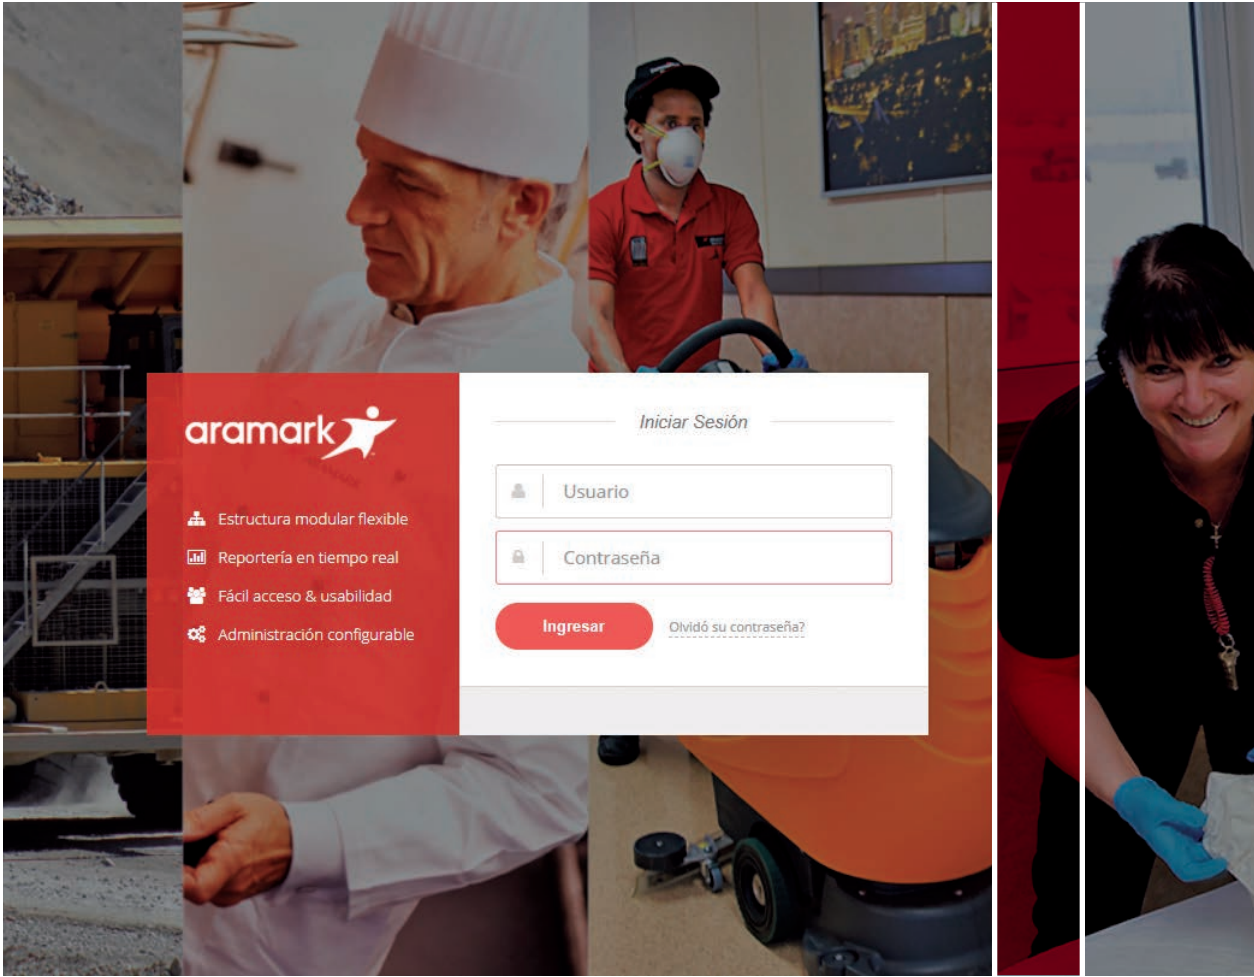 aramark
Estructura modular flexible
Reportería en tiempo real
Fácil acceso & usabilidad
Administración configurable
Iniciar Sesión
Usuario
Contraseña
Ingresar
Olvidó su contraseña?